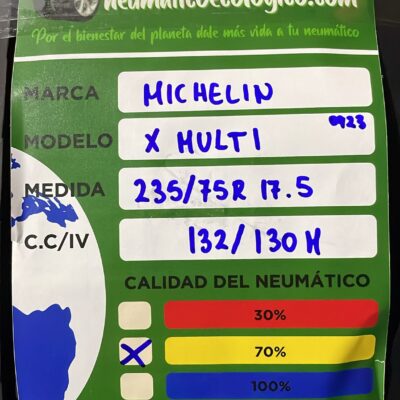 neumaticoecologico.com
Por el bienestar del planeta dale más vida a tu neumático
MARCA MICHELIN
MODELO X MULTI 0923
MEDIDA 235/75R 17.5
C.C/IV 132/130M
CALIDAD DEL NEUMÁTICO
30%
X 70%
100%